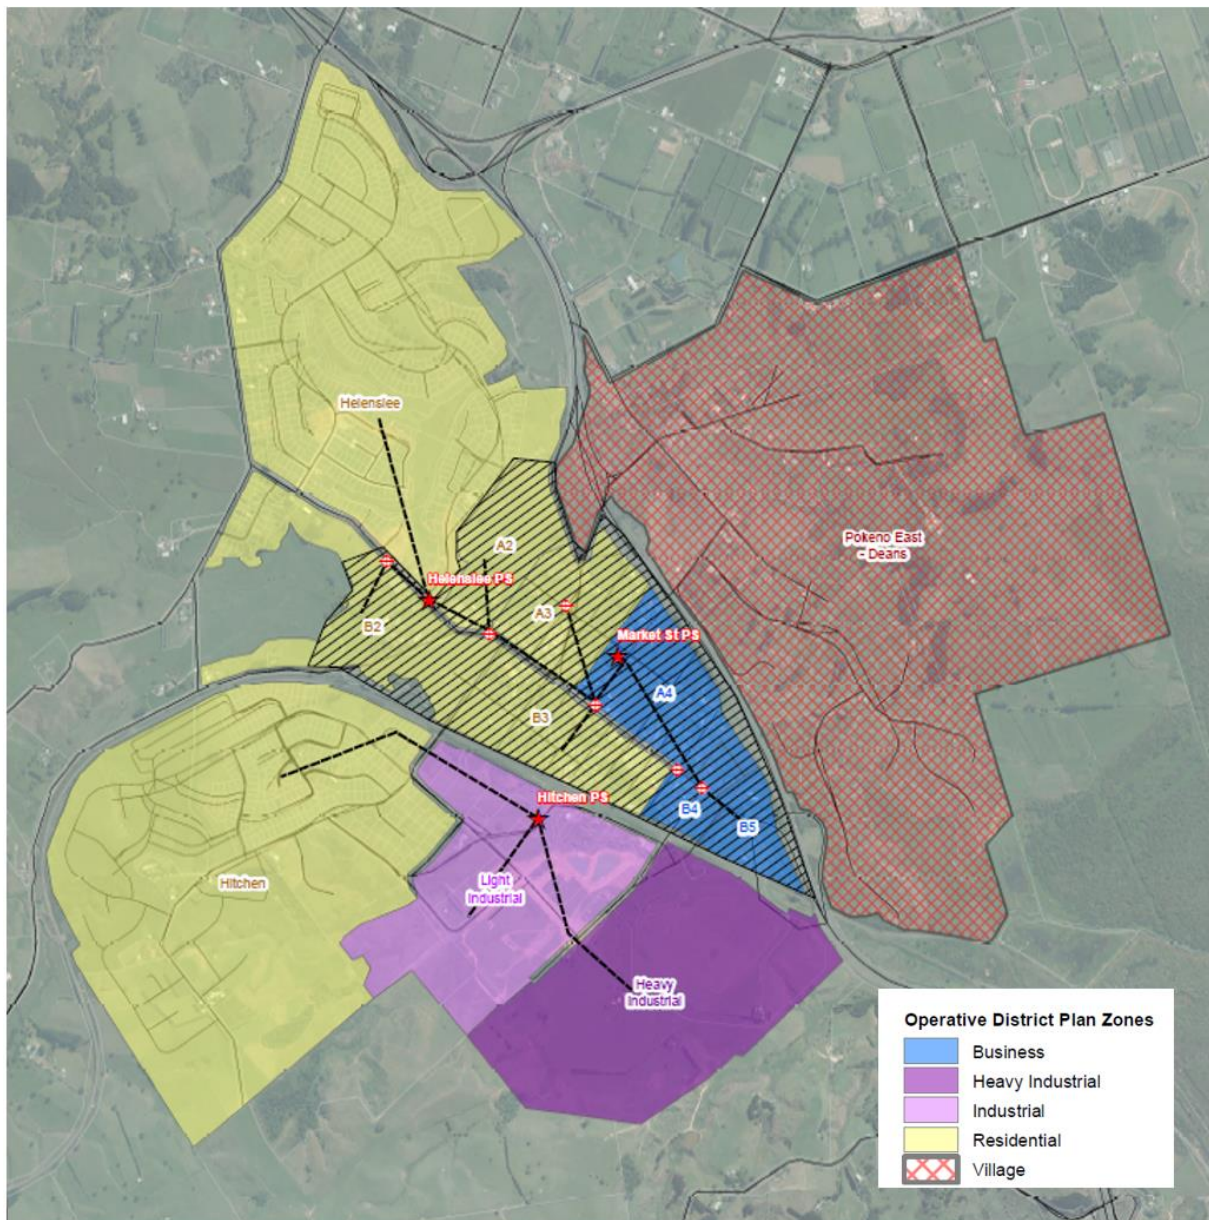 Helenslee
A2
Pokeno East
- Deans
Helenslee PS
A3
B2
Market St PS
A4
B3
Hitchen PS
B4
B5
Hitchen
Light
Industrial
Heavy
Industrial
Operative District Plan Zones
Business
Heavy Industrial
Industrial
Residential
Village